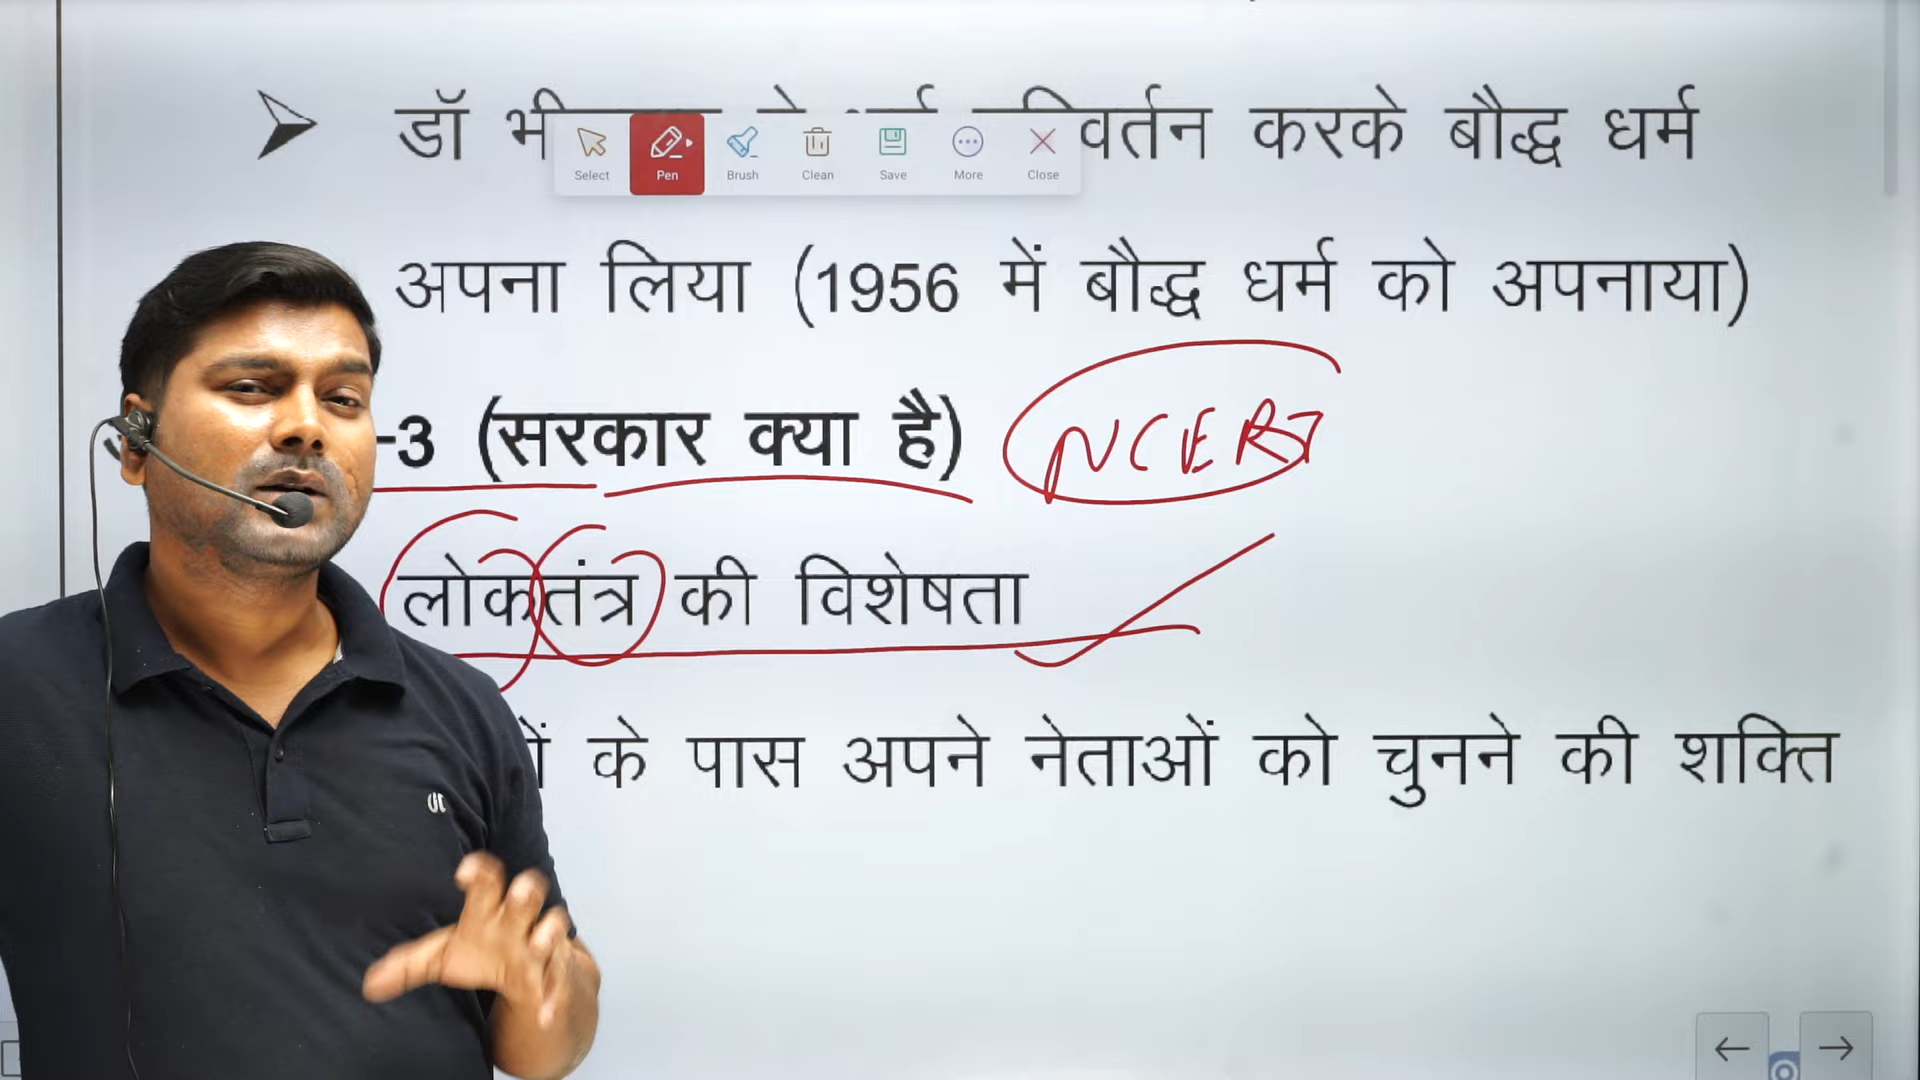 डॉ वर्तन करके बौद्ध धर्म
Select Pen Brush Clean Save More Close
अपना लिया (1956 में बौद्ध धर्म को अपनाया)
-3 (सरकार क्या है) NCERT
लोकतंत्र की विशेषता
के पास अपने नेताओं को चुनने की शक्ति